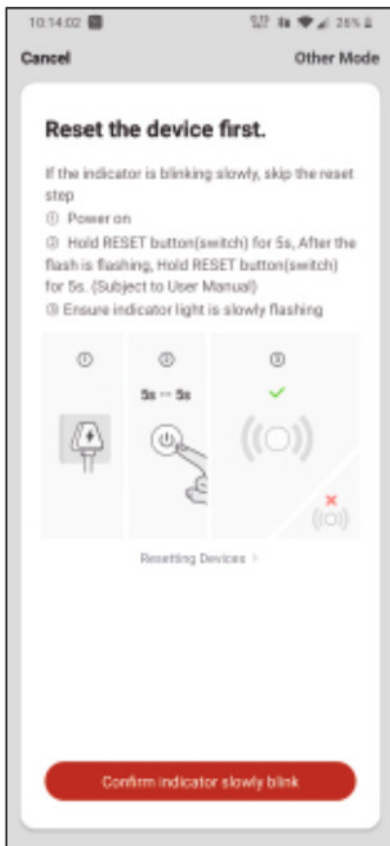 10:14:02
26%
Cancel
Other Mode
Reset the device first.
If the indicator is blinking slowly, skip the reset
step
① Power on
② Hold RESET button(switch) for 5s, After the
flash is flashing, Hold RESET button(switch)
for 5s. (Subject to User Manual)
③ Ensure indicator light is slowly flashing
① ② ③
5s ··· 5s
Resetting Devices >
Confirm indicator slowly blink